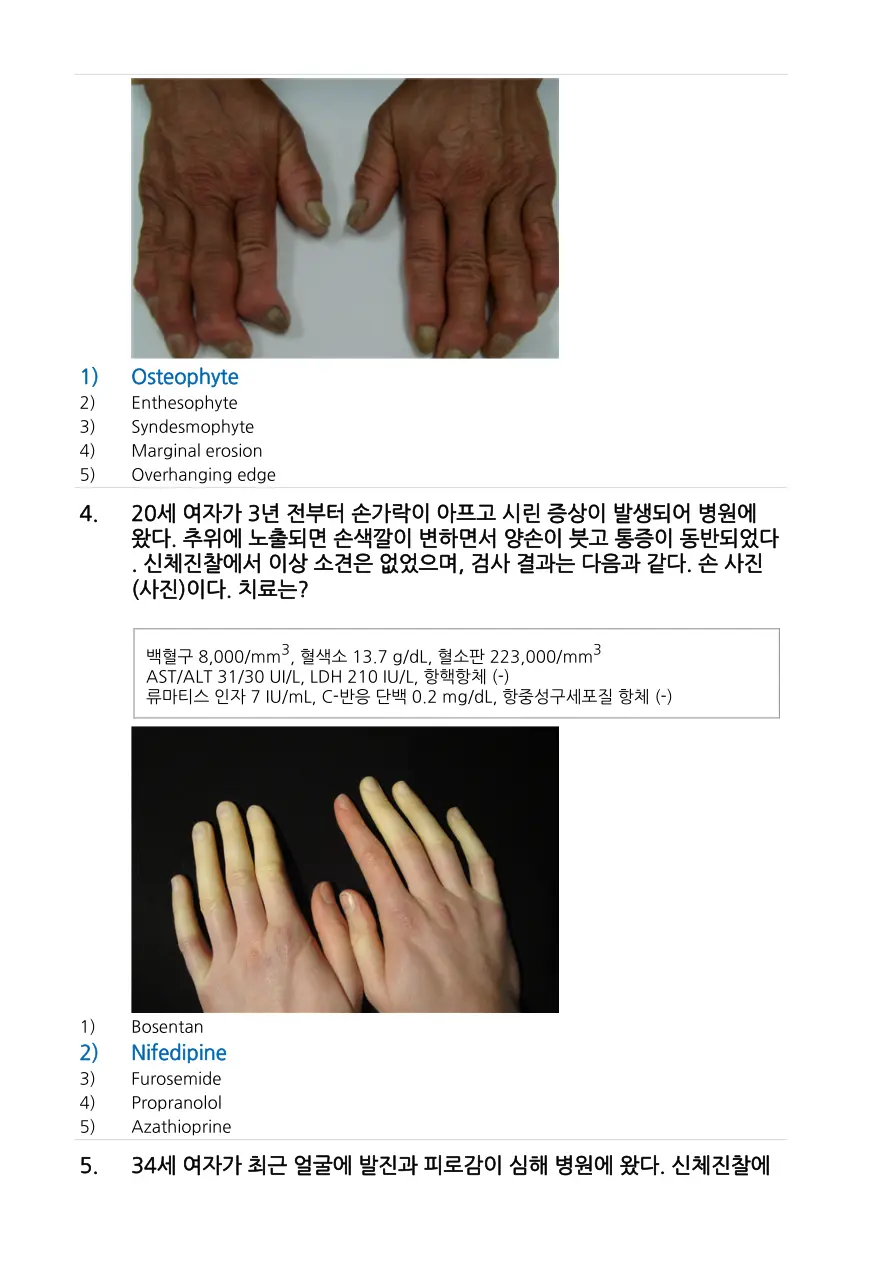 1) Osteophyte
2) Enthesophyte
3) Syndesmophyte
4) Marginal erosion
5) Overhanging edge
4. 20세 여자가 3년 전부터 손가락이 아프고 시린 증상이 발생되어 병원에
왔다. 추위에 노출되면 손색깔이 변하면서 양손이 붓고 통증이 동반되었다
. 신체진찰에서 이상 소견은 없었으며, 검사 결과는 다음과 같다. 손 사진
(사진)이다. 치료는?
백혈구 8,000/mm³, 혈색소 13.7 g/dL, 혈소판 223,000/mm³
AST/ALT 31/30 UI/L, LDH 210 IU/L, 항핵항체 (-)
류마티스 인자 7 IU/mL, C-반응 단백 0.2 mg/dL, 항중성구세포질 항체 (-)
1) Bosentan
2) Nifedipine
3) Furosemide
4) Propranolol
5) Azathioprine
5. 34세 여자가 최근 얼굴에 발진과 피로감이 심해 병원에 왔다. 신체진찰에